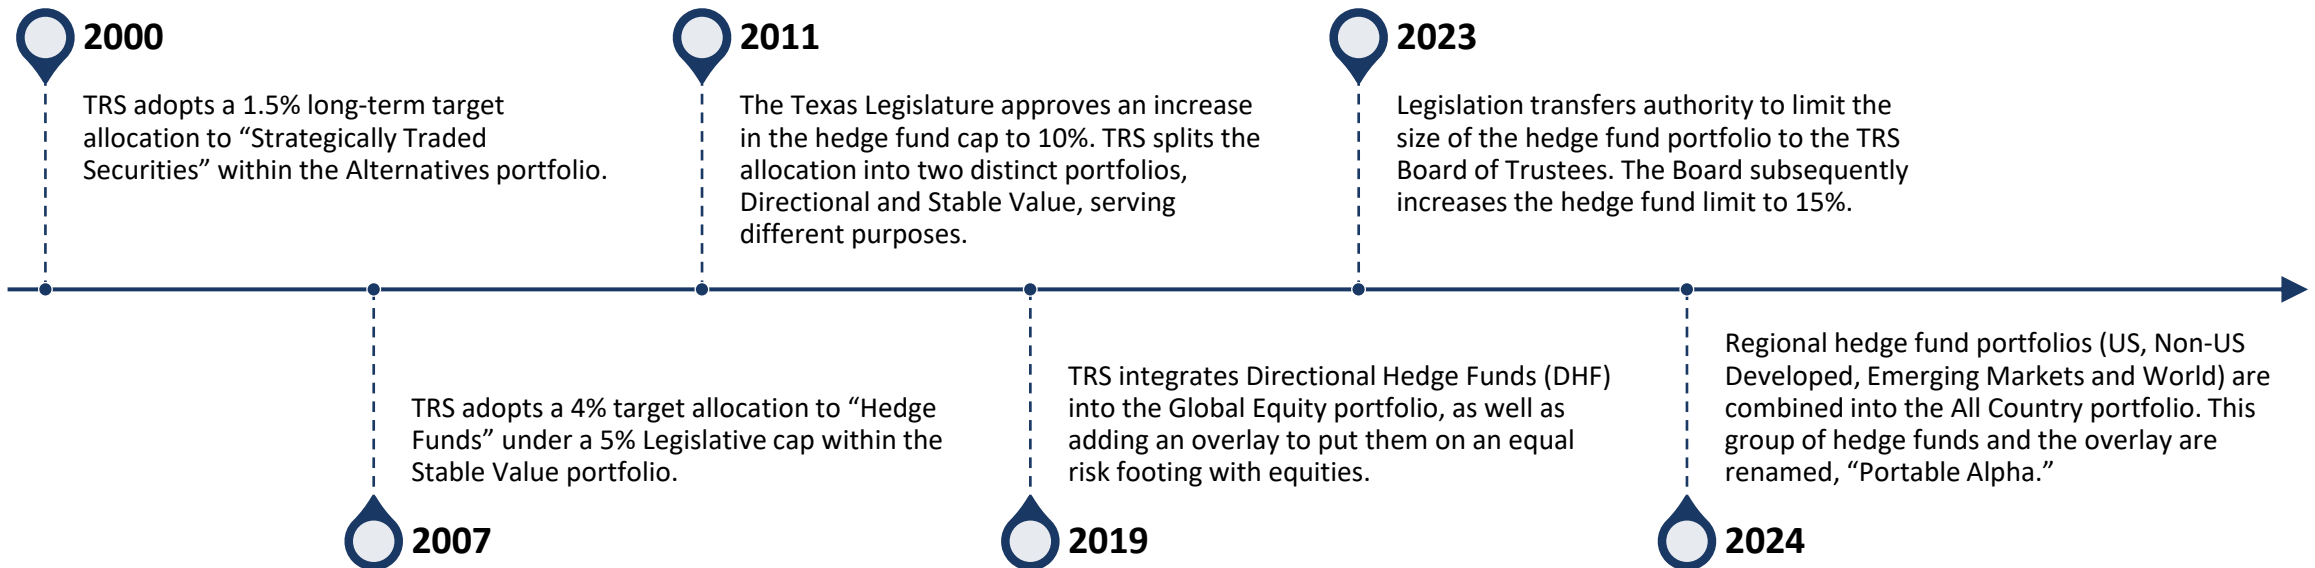 2000
TRS adopts a 1.5% long-term target
allocation to “Strategically Traded
Securities” within the Alternatives portfolio.
2007
TRS adopts a 4% target allocation to “Hedge
Funds” under a 5% Legislative cap within the
Stable Value portfolio.
2011
The Texas Legislature approves an increase
in the hedge fund cap to 10%. TRS splits the
allocation into two distinct portfolios,
Directional and Stable Value, serving
different purposes.
2019
TRS integrates Directional Hedge Funds (DHF)
into the Global Equity portfolio, as well as
adding an overlay to put them on an equal
risk footing with equities.
2023
Legislation transfers authority to limit the
size of the hedge fund portfolio to the TRS
Board of Trustees. The Board subsequently
increases the hedge fund limit to 15%.
2024
Regional hedge fund portfolios (US, Non-US
Developed, Emerging Markets and World) are
combined into the All Country portfolio. This
group of hedge funds and the overlay are
renamed, “Portable Alpha.”